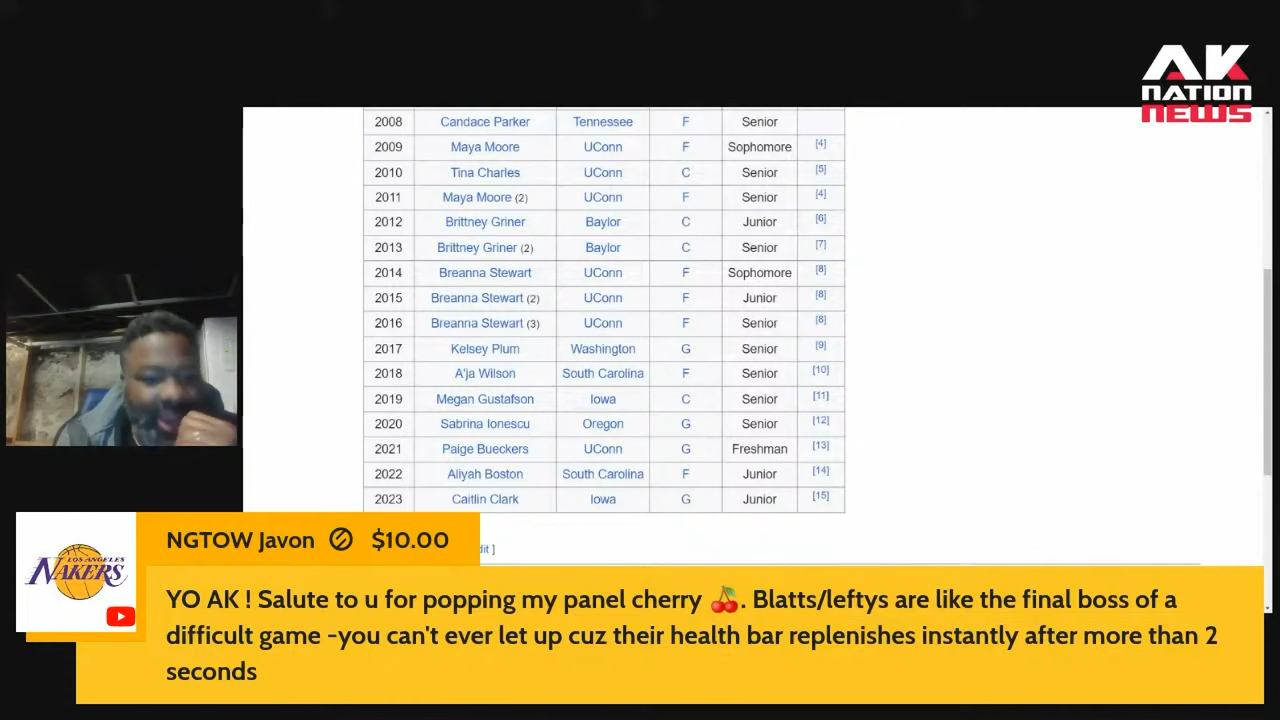 AK
NATION
NEWS
2008 Candace Parker Tennessee F Senior
2009 Maya Moore UConn F Sophomore [4]
2010 Tina Charles UConn C Senior [5]
2011 Maya Moore (2) UConn F Senior [4]
2012 Brittney Griner Baylor C Junior [6]
2013 Brittney Griner (2) Baylor C Senior [7]
2014 Breanna Stewart UConn F Sophomore [8]
2015 Breanna Stewart (2) UConn F Junior [8]
2016 Breanna Stewart (3) UConn F Senior [8]
2017 Kelsey Plum Washington G Senior [9]
2018 A'ja Wilson South Carolina F Senior [10]
2019 Megan Gustafson Iowa C Senior [11]
2020 Sabrina Ionescu Oregon G Senior [12]
2021 Paige Bueckers UConn G Freshman [13]
2022 Aliyah Boston South Carolina F Junior [14]
2023 Caitlin Clark Iowa G Junior [15]
dit ]
LOS ANGELES
NAKERS
NGTOW Javon $10.00
YO AK ! Salute to u for popping my panel cherry 🍒. Blatts/leftys are like the final boss of a
difficult game -you can't ever let up cuz their health bar replenishes instantly after more than 2
seconds